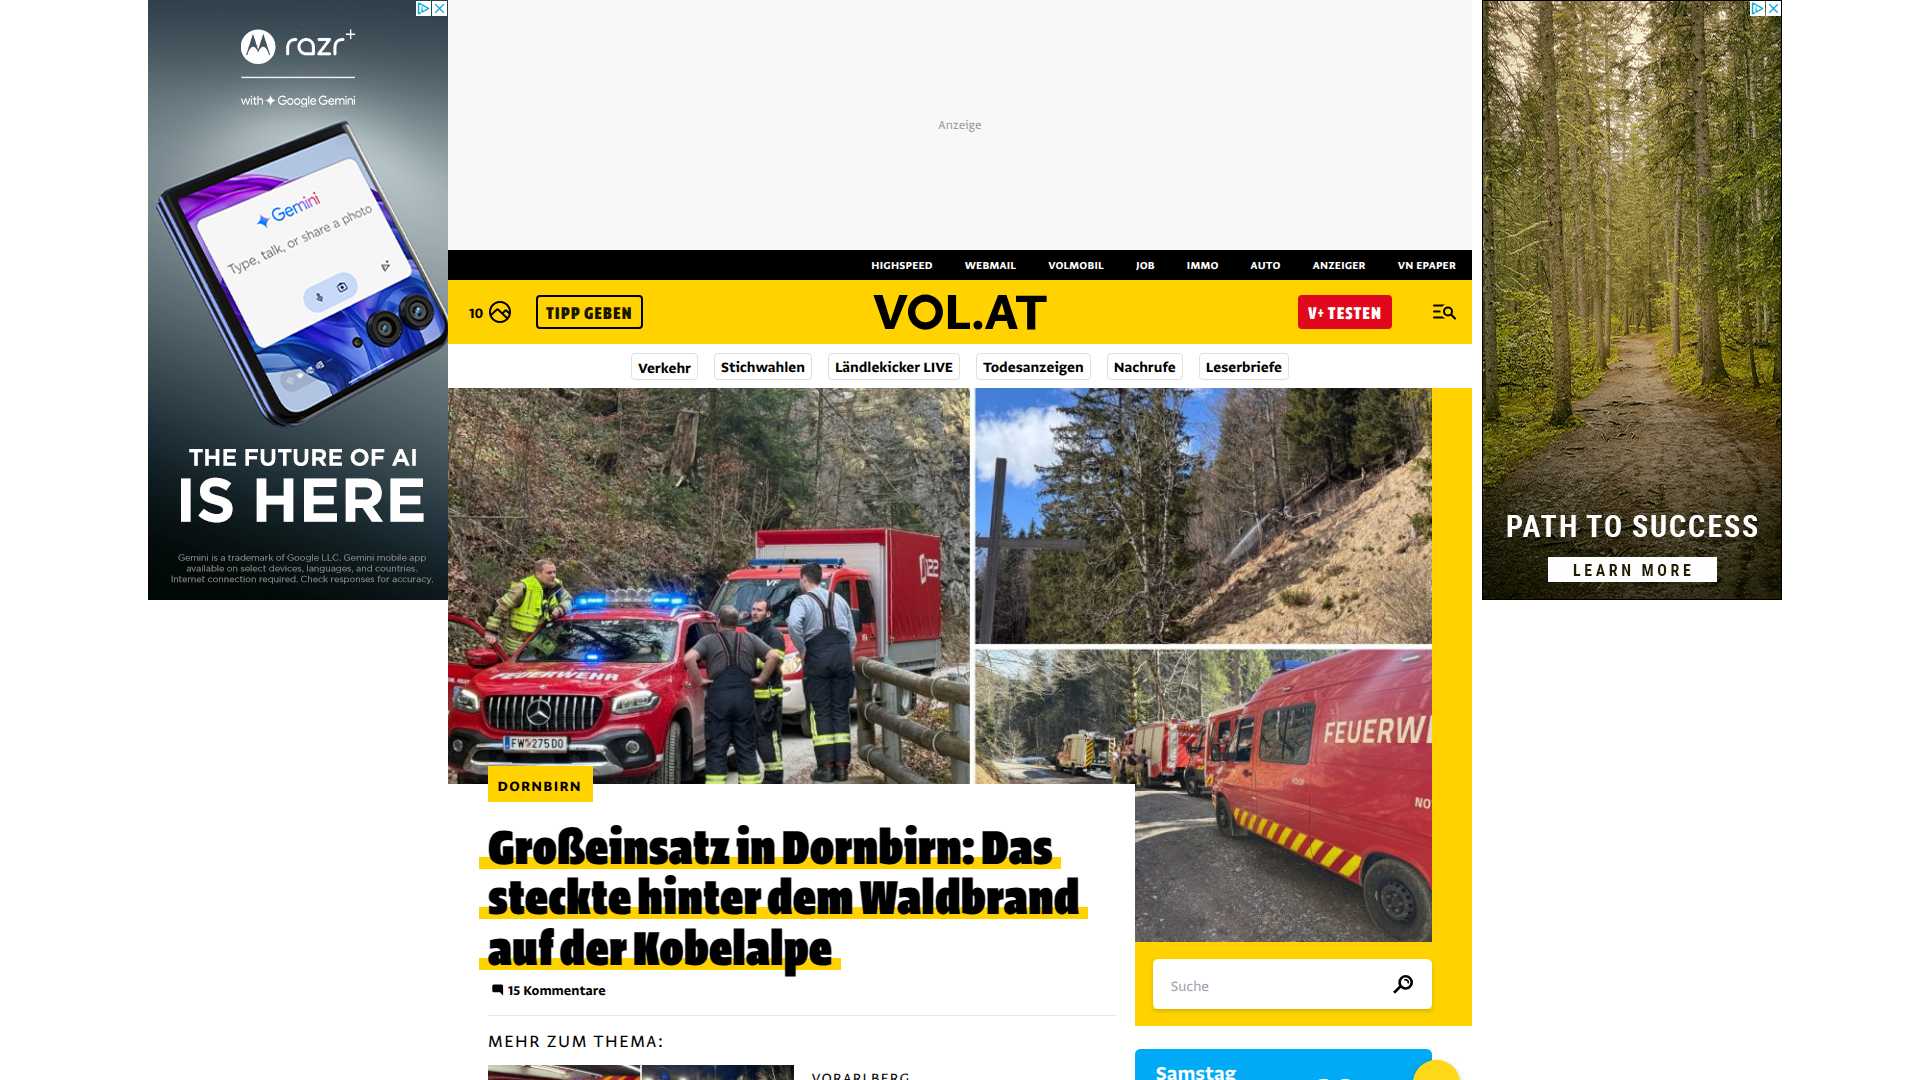 razr+
with Google Gemini
Gemini
Type, talk, or share a photo
THE FUTURE OF AI
IS HERE
Gemini is a trademark of Google LLC. Gemini mobile app
available on select devices, languages, and countries.
Internet connection required. Check responses for accuracy.
Anzeige
HIGHSPEED WEBMAIL VOLMOBIL JOB IMMO AUTO ANZEIGER VN EPAPER
10 TIPP GEBEN VOL.AT V+ TESTEN
Verkehr Stichwahlen Ländlekicker LIVE Todesanzeigen Nachrufe Leserbriefe
VF
FEUERWEHR
FW-275DO
FEUERW
NO
DORNBIRN
Großeinsatz in Dornbirn: Das
steckte hinter dem Waldbrand
auf der Kobelalpe
15 Kommentare
MEHR ZUM THEMA:
VORARLBERG
Suche
Samstag
PATH TO SUCCESS
LEARN MORE